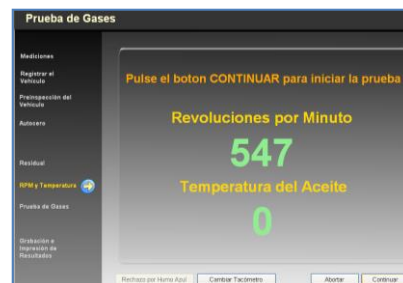 Prueba de Gases
Mediciones
Registrar el
Vehículo
Preinspección del
Vehículo
Autocero
Residual
RPM y Temperatura
Prueba de Gases
Grabación e
Impresión de
Resultados
Pulse el boton CONTINUAR para iniciar la prueba
Revoluciones por Minuto
547
Temperatura del Aceite
0
Rechazo por Humo Azul
Cambiar Tacómetro
Abortar
Continuar